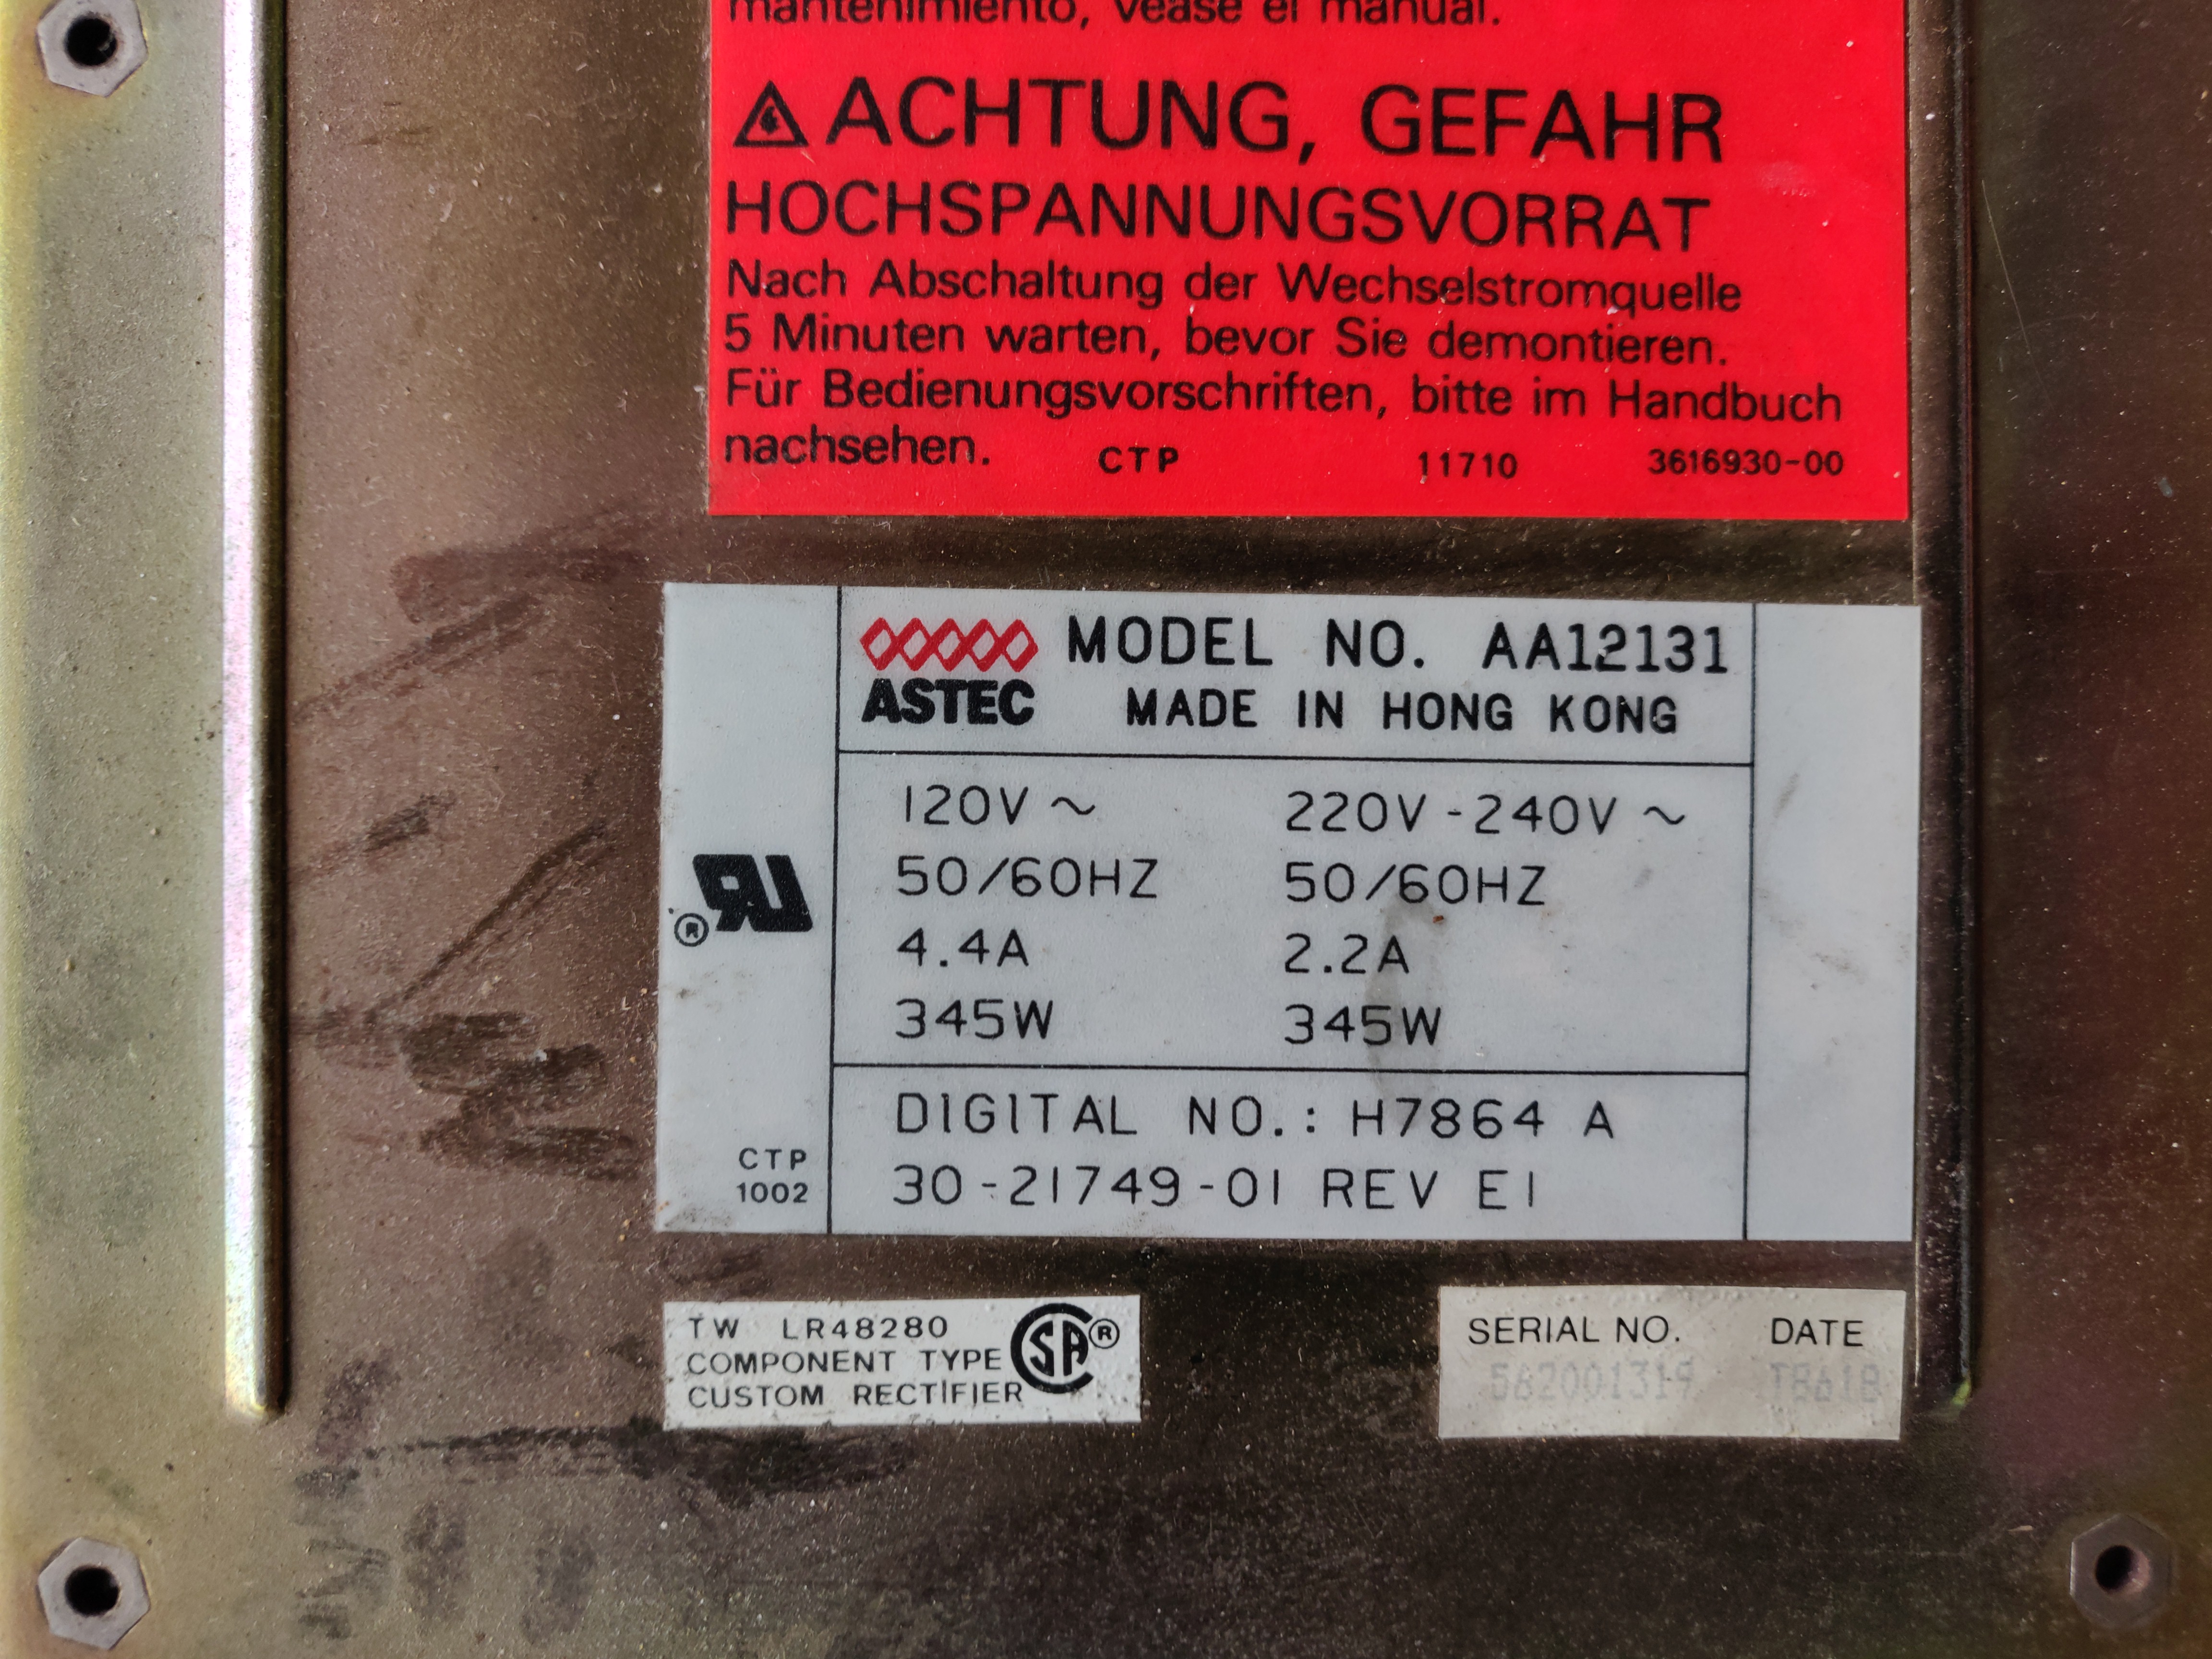 mantenimiento, véase el manual.
ACHTUNG, GEFAHR
HOCHSPANNUNGSVORRAT
Nach Abschaltung der Wechselstromquelle
5 Minuten warten, bevor Sie demontieren.
Für Bedienungsvorschriften, bitte im Handbuch
nachsehen. CTP 11710 3616930-00
ASTEC MODEL NO. AA12131
MADE IN HONG KONG
120V ~ 220V - 240V ~
50/60HZ 50/60HZ
4.4A 2.2A
345W 345W
DIGITAL NO.: H7864 A
30-21749-01 REV E1
CTP
1002
TW LR48280
COMPONENT TYPE
CUSTOM RECTIFIER
SERIAL NO. DATE
562001319